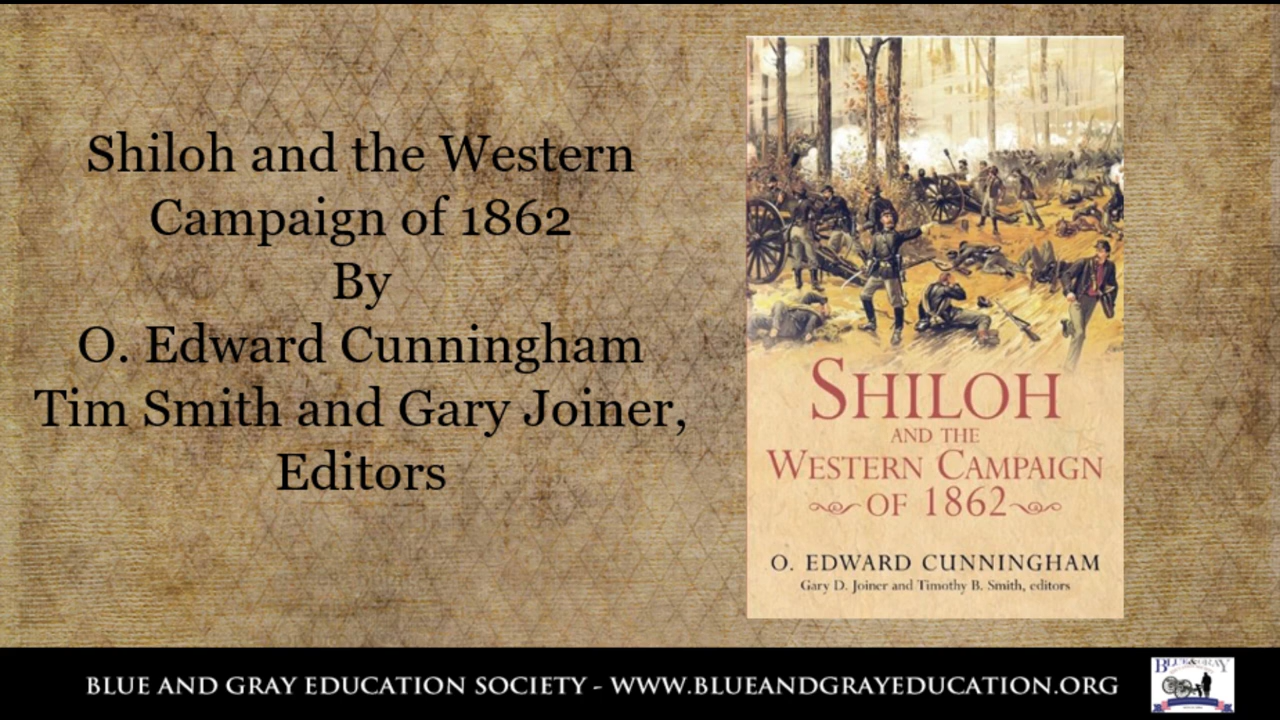 Shiloh and the Western
Campaign of 1862
By
O. Edward Cunningham
Tim Smith and Gary Joiner,
Editors
SHILOH
AND THE
WESTERN CAMPAIGN
OF 1862
O. EDWARD CUNNINGHAM
Gary D. Joiner and Timothy B. Smith, editors
BLUE AND GRAY EDUCATION SOCIETY - WWW.BLUEANDGRAYEDUCATION.ORG
BLUE & GRAY